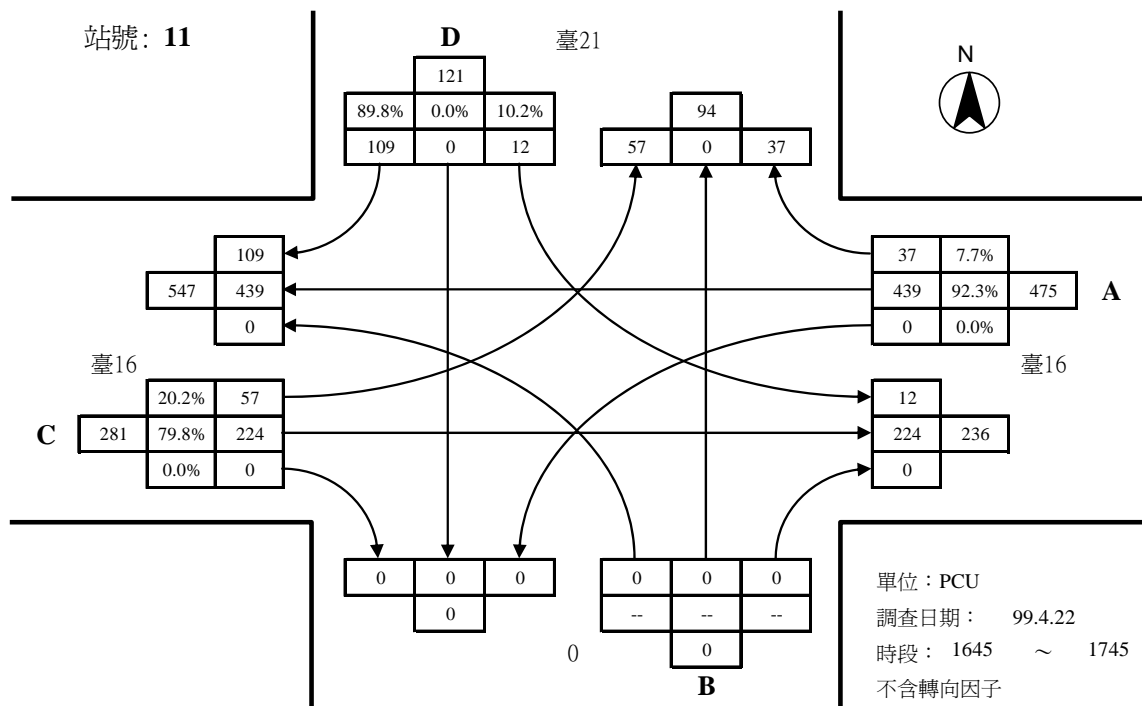 站號: 11
D
臺21
N
121
89.8% 0.0% 10.2%
109 0 12
94
57 0 37
109
547 439
0
37 7.7%
439 92.3% 475
0 0.0%
A
臺16
臺16
C
20.2% 57
281 79.8% 224
0.0% 0
12
224 236
0
0 0 0
0
0
0 0 0
-- -- --
0
B
單位：PCU
調查日期： 99.4.22
時段： 1645 ～ 1745
不含轉向因子